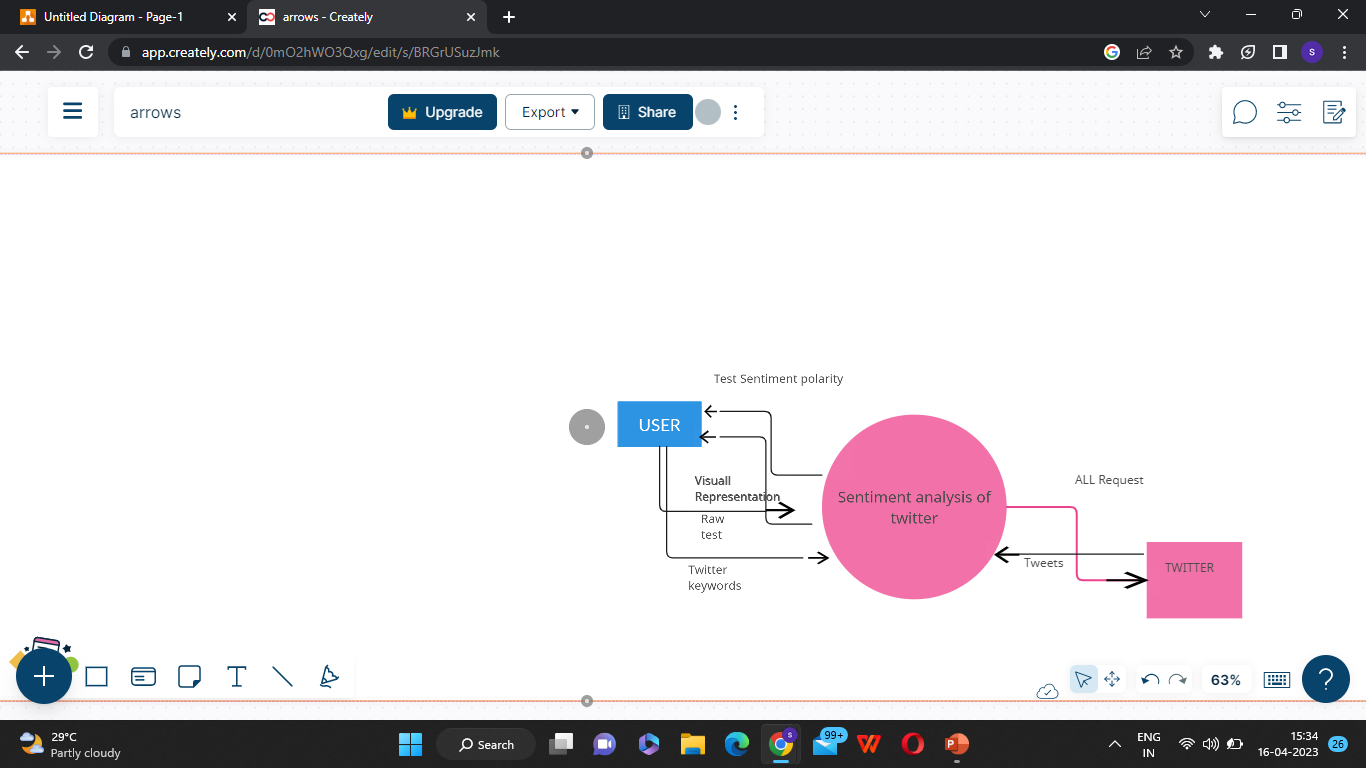 Untitled Diagram - Page-1
arrows - Creately
app.creately.com/d/0mO2hWO3Qxg/edit/s/BRGrUSuzJmk
S
arrows
Upgrade
Export
Share
Test Sentiment polarity
USER
Visuall
Representation
Raw
test
Twitter
keywords
Sentiment analysis of
twitter
ALL Request
Tweets
TWITTER
63%
?
29°C
Partly cloudy
Search
S
99+
P
ENG
IN
15:34
16-04-2023
26